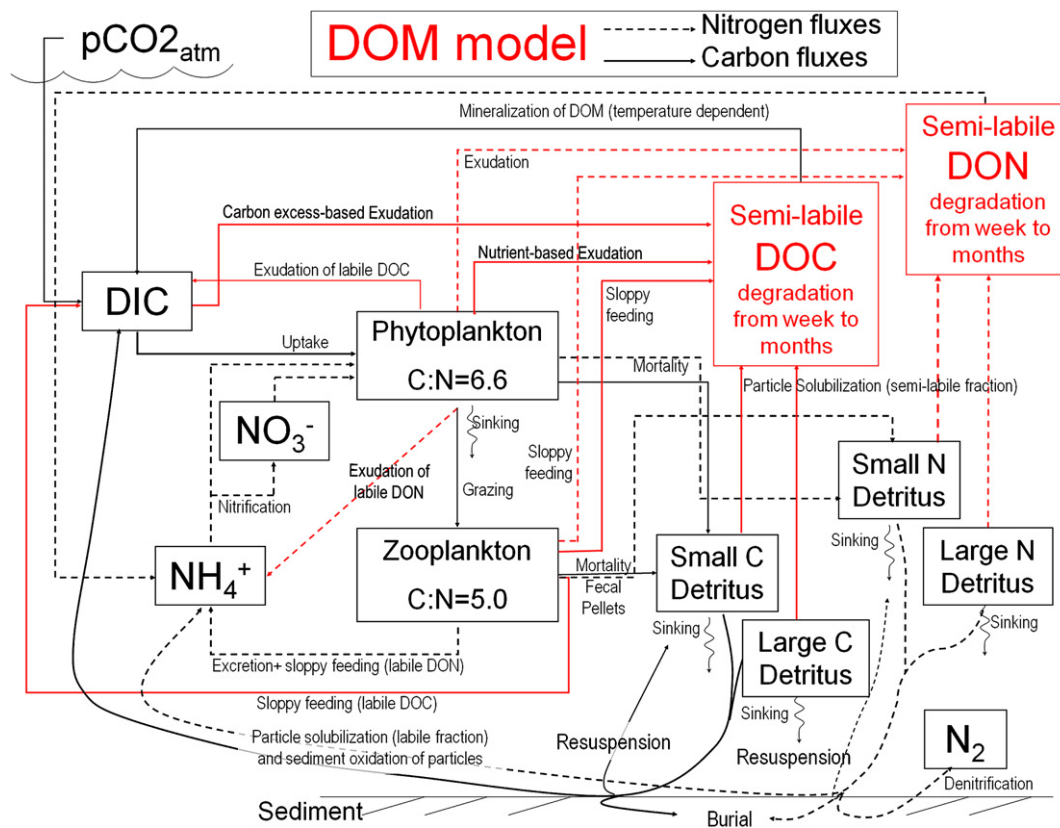 pCO2atm
DOM model
Nitrogen fluxes
Carbon fluxes
Mineralization of DOM (temperature dependent)
Exudation
Semi-labile
DON
degradation
from week to
months
Carbon excess-based Exudation
Semi-labile
DOC
degradation
from week to
months
Nutrient-based Exudation
Exudation of labile DOC
Sloppy
feeding
DIC
Uptake
Phytoplankton
C:N=6.6
Mortality
Particle Solubilization (semi-labile fraction)
NO3-
Sinking
Sloppy
feeding
Exudation of
labile DON
Grazing
Small N
Detritus
Nitrification
Zooplankton
C:N=5.0
Small C
Detritus
Sinking
Large N
Detritus
NH4+
Mortality
Fecal
Pellets
Sinking
Large C
Detritus
Sinking
Excretion+ sloppy feeding (labile DON)
Sloppy feeding (labile DOC)
Sinking
Particle solubilization (labile fraction)
and sediment oxidation of particles
Resuspension
Resuspension
N2
Denitrification
Sediment
Burial